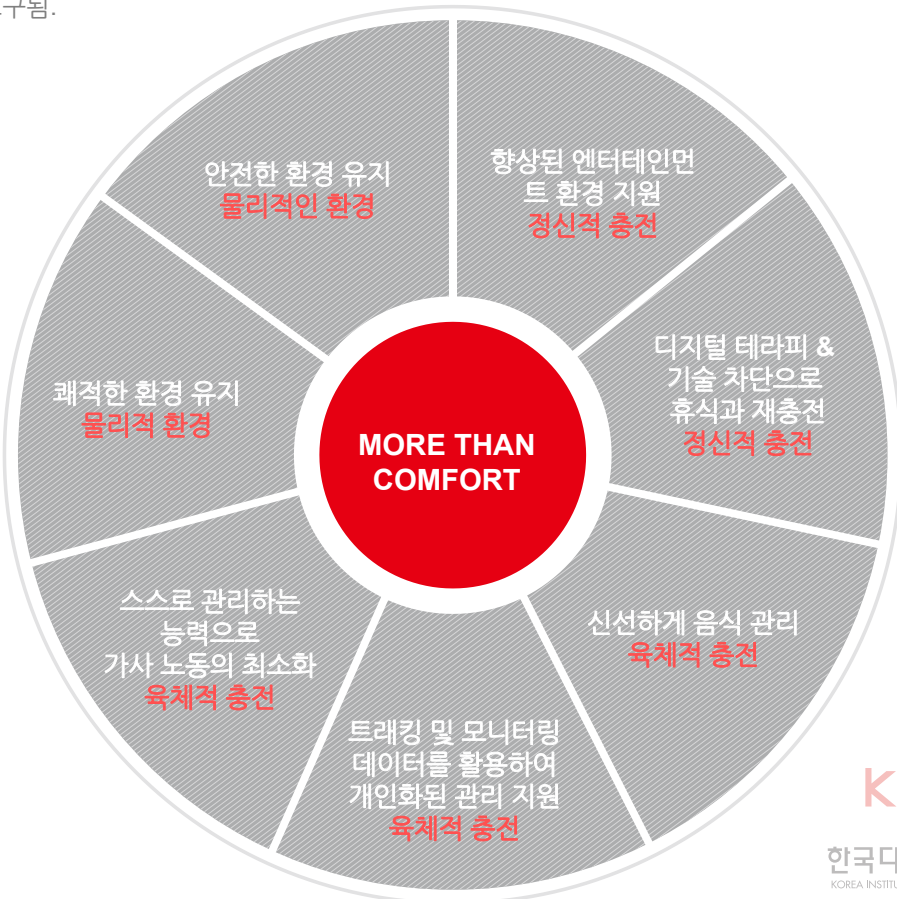 구됨.
안전한 환경 유지
물리적인 환경
향상된 엔터테인먼
트 환경 지원
정신적 충전
디지털 테라피 &
기술 차단으로
휴식과 재충전
정신적 충전
쾌적한 환경 유지
물리적 환경
MORE THAN
COMFORT
스스로 관리하는
능력으로
가사 노동의 최소화
육체적 충전
신선하게 음식 관리
육체적 충전
트래킹 및 모니터링
데이터를 활용하여
개인화된 관리 지원
육체적 충전
K
한국디
KOREA INSTITU